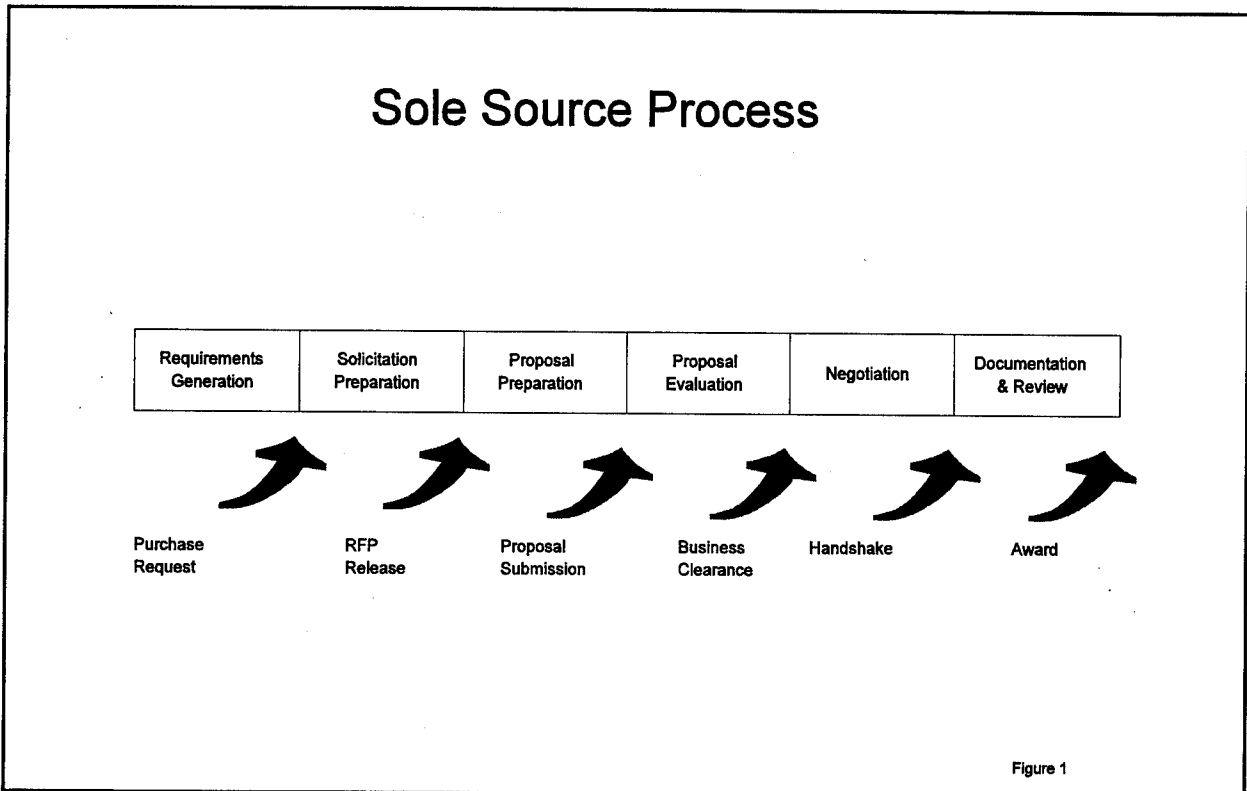 Sole Source Process
Requirements
Generation
Solicitation
Preparation
Proposal
Preparation
Proposal
Evaluation
Negotiation
Documentation
& Review
Purchase
Request
RFP
Release
Proposal
Submission
Business
Clearance
Handshake
Award
Figure 1